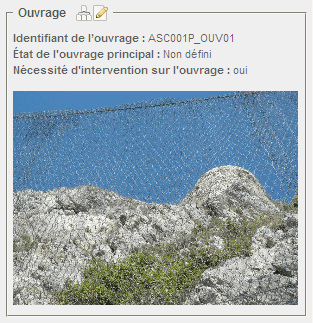 Ouvrage
Identifiant de l'ouvrage : ASC001P_OUV01
État de l'ouvrage principal : Non défini
Nécessité d'intervention sur l'ouvrage : oui